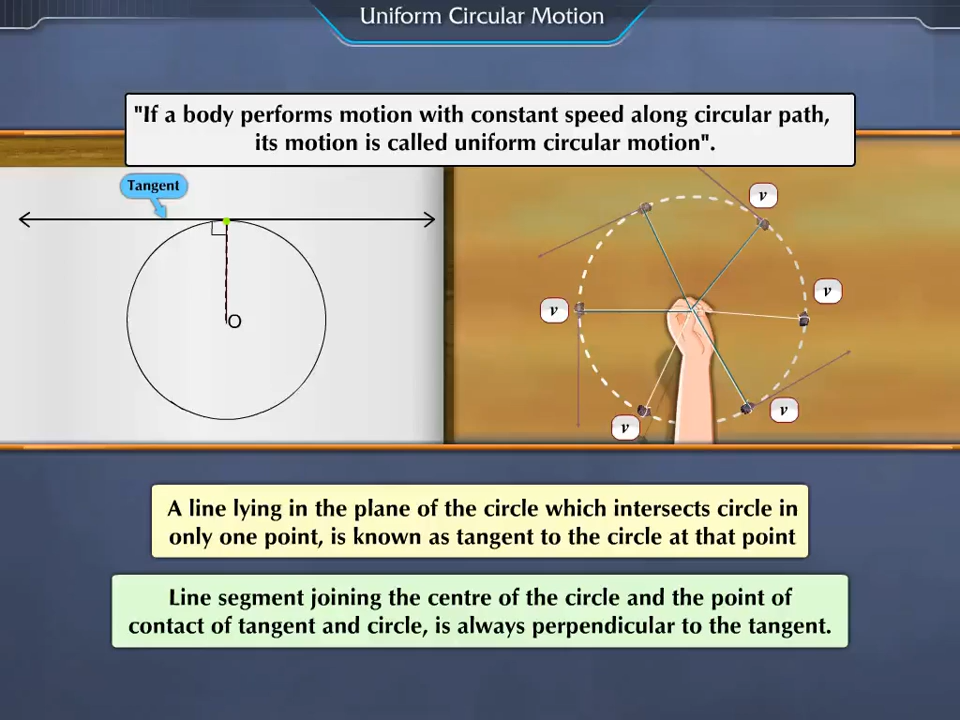 Uniform Circular Motion
"If a body performs motion with constant speed along circular path,
its motion is called uniform circular motion".
Tangent
O
v
v
v
v
v
A line lying in the plane of the circle which intersects circle in
only one point, is known as tangent to the circle at that point
Line segment joining the centre of the circle and the point of
contact of tangent and circle, is always perpendicular to the tangent.